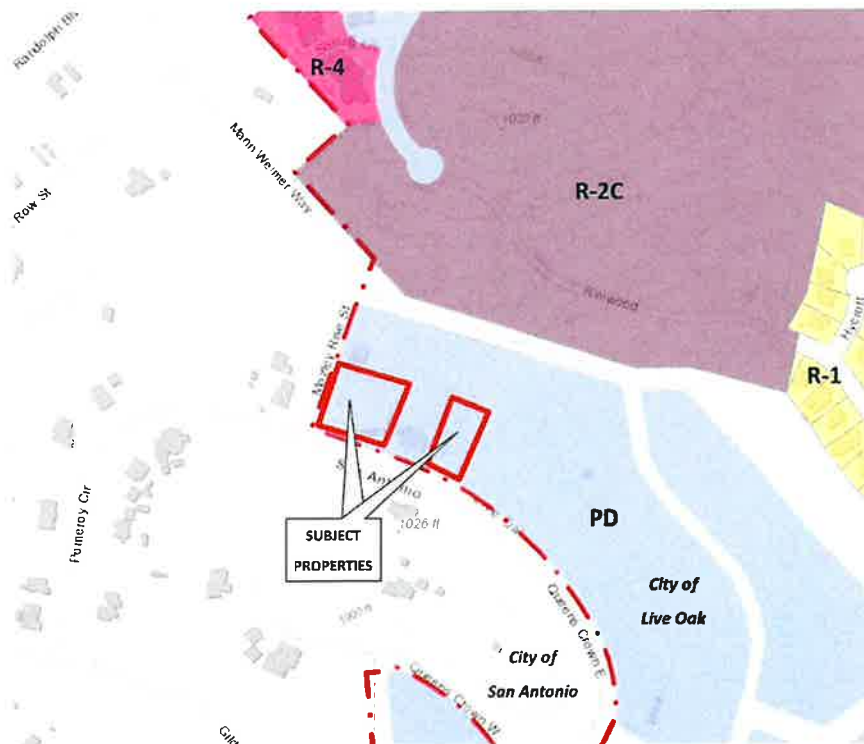 R-4
Mann Weimer Way
Row St
R-2C
Hycroft
R-1
SUBJECT
PROPERTIES
1026 ft
PD
Pomeroy Cir
City of
Live Oak
Queens Crown E
City of
San Antonio
Queens Crown W